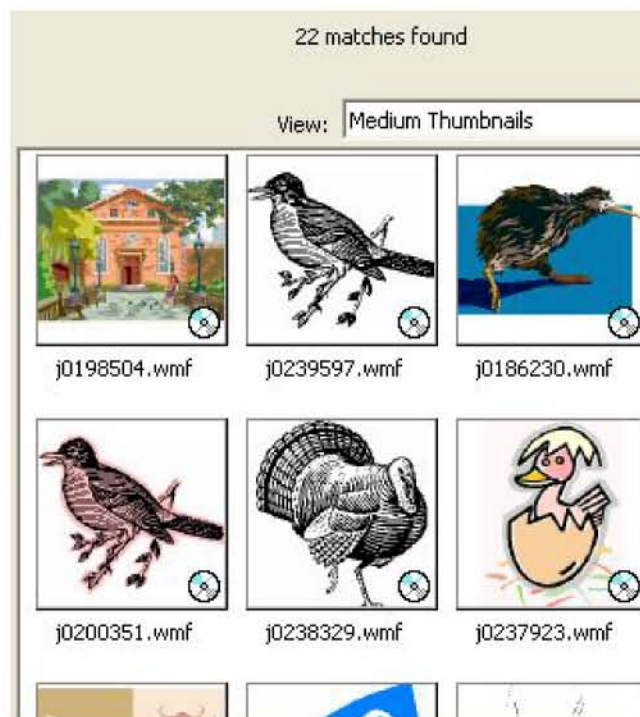 22 matches found
View: Medium Thumbnails
j0198504.wmf j0239597.wmf j0186230.wmf
j0200351.wmf j0238329.wmf j0237923.wmf